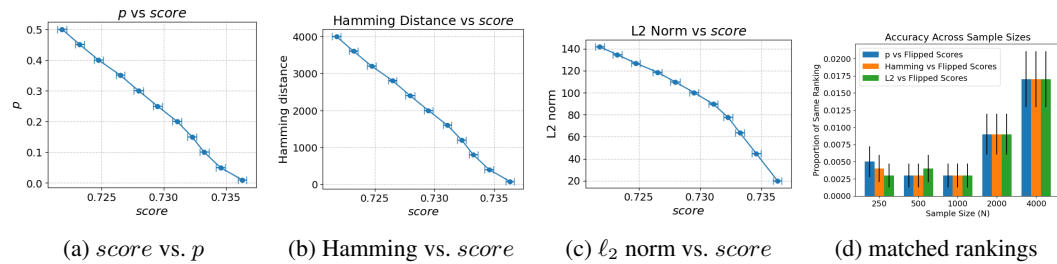 p vs score
p
0.5
0.4
0.3
0.2
0.1
0.0
0.725 0.730 0.735
score
(a) score vs. p
Hamming Distance vs score
Hamming distance
4000
3000
2000
1000
0
0.725 0.730 0.735
score
(b) Hamming vs. score
L2 Norm vs score
L2 norm
140
120
100
80
60
40
20
0.725 0.730 0.735
score
(c) ℓ₂ norm vs. score
Accuracy Across Sample Sizes
Proportion of Same Ranking
0.0200
0.0175
0.0150
0.0125
0.0100
0.0075
0.0050
0.0025
0.0000
p vs Flipped Scores
Hamming vs Flipped Scores
L2 vs Flipped Scores
250 500 1000 2000 4000
Sample Size (N)
(d) matched rankings